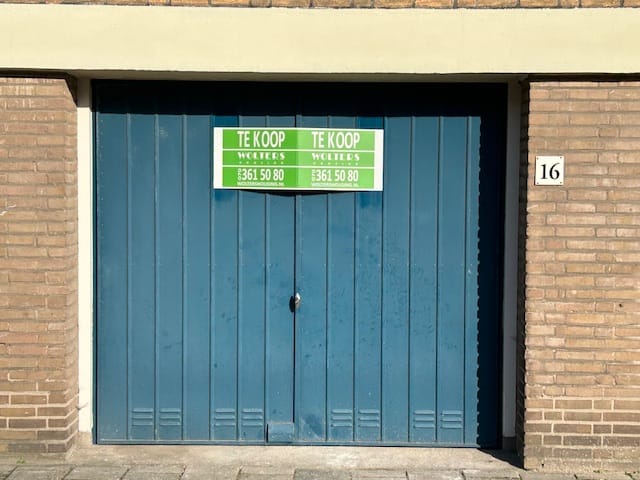 TE KOOP TE KOOP
WOLTERS WOLTERS
361 50 80 361 50 80
16